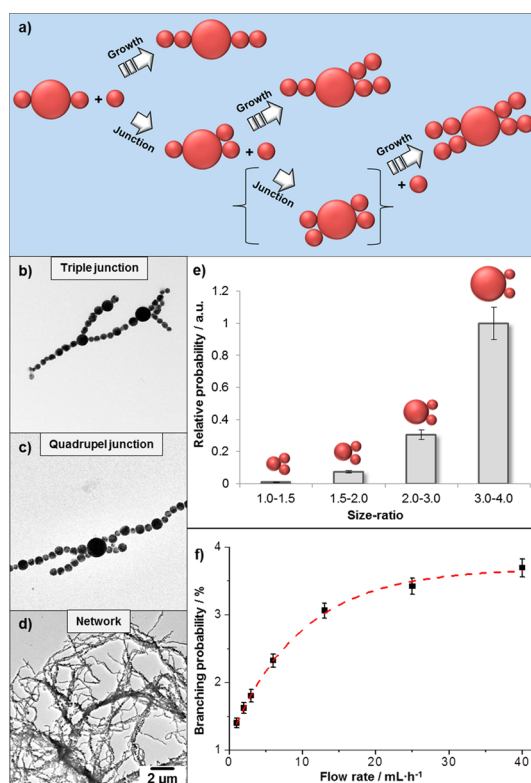 a)
Growth
Growth
Growth
+
Junction
+
Junction
+
b)
Triple junction
c)
Quadrupel junction
d)
Network
2 µm
e)
Relative probability / a.u.
1.2
1
0.8
0.6
0.4
0.2
0
1.0-1.5
1.5-2.0
2.0-3.0
3.0-4.0
Size-ratio
f)
Branching probability / %
4
3
2
1
0
10
20
30
40
Flow rate / mL·h⁻¹